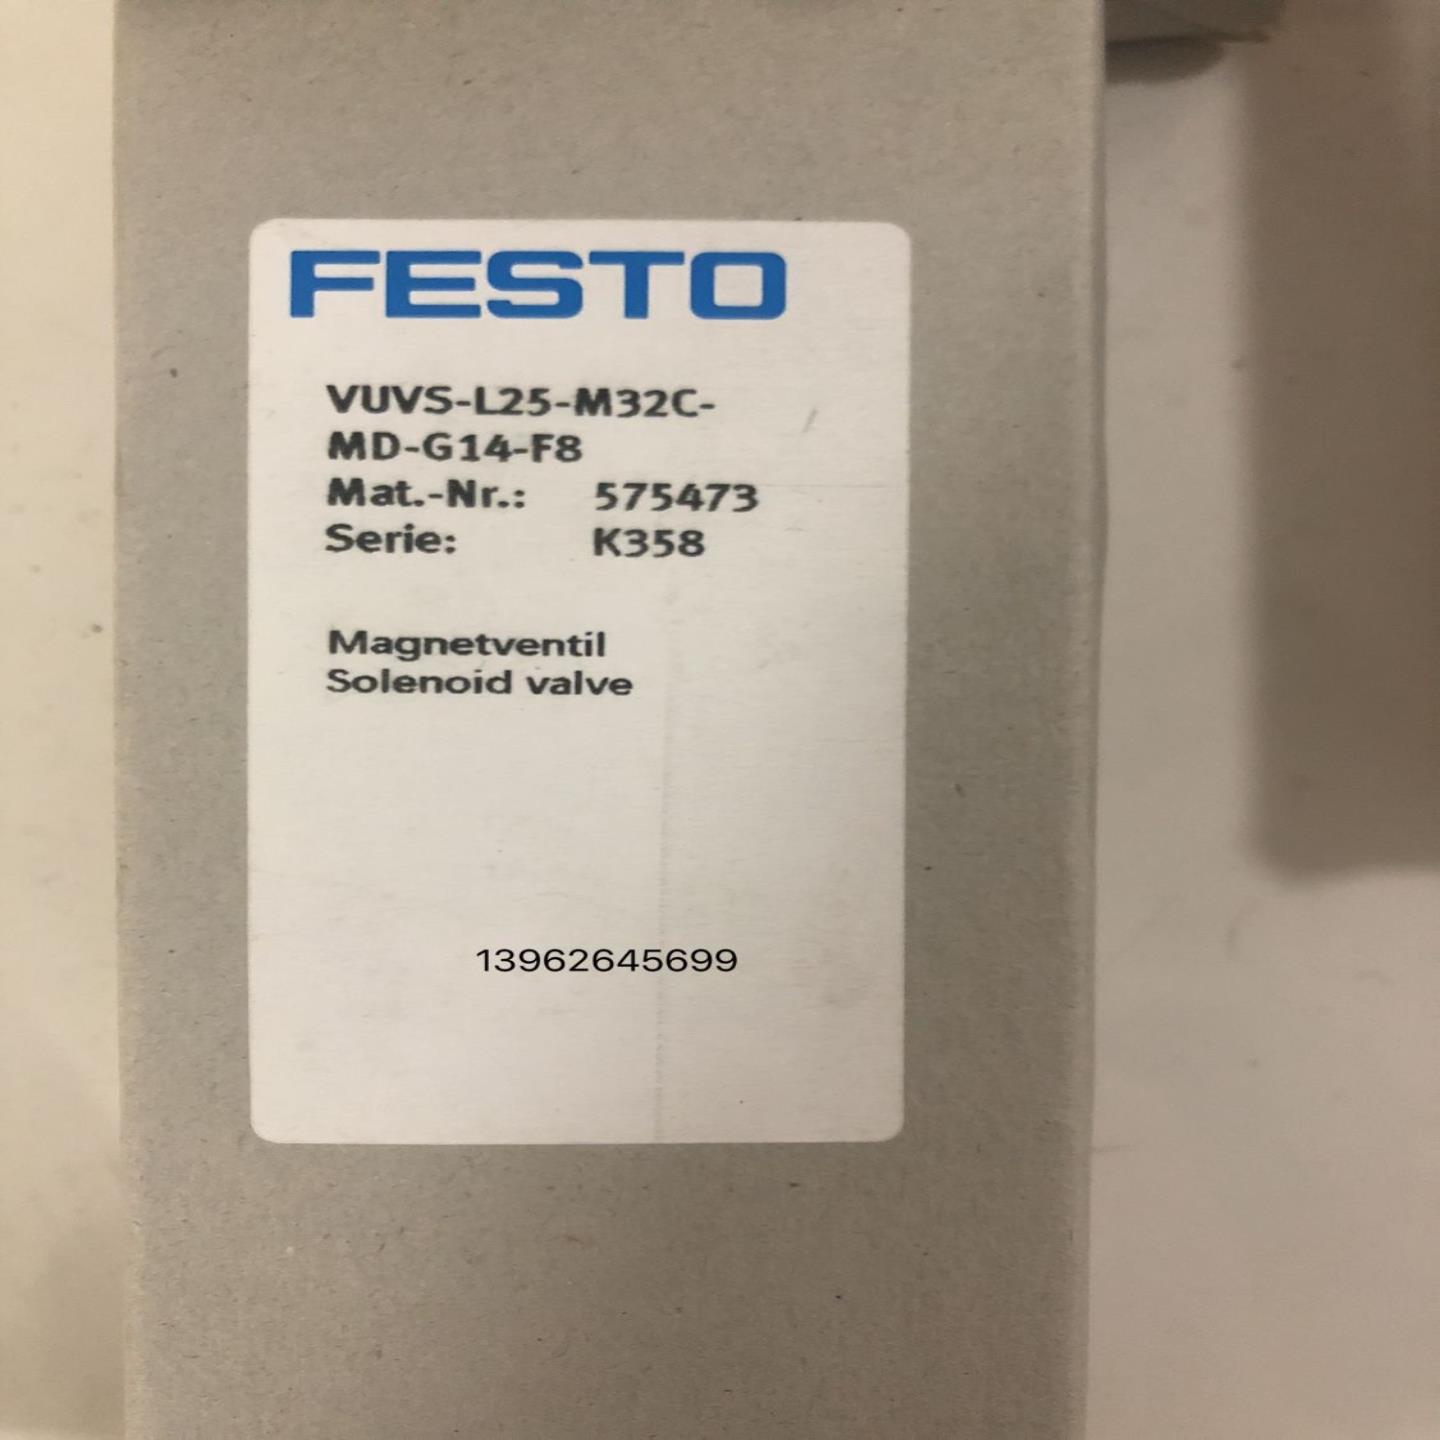 FESTO
VUVS-L25-M32C-
MD-G14-F8
Mat.-Nr.: 575473
Serie: K358
Magnetventil
Solenoid valve
13962645699